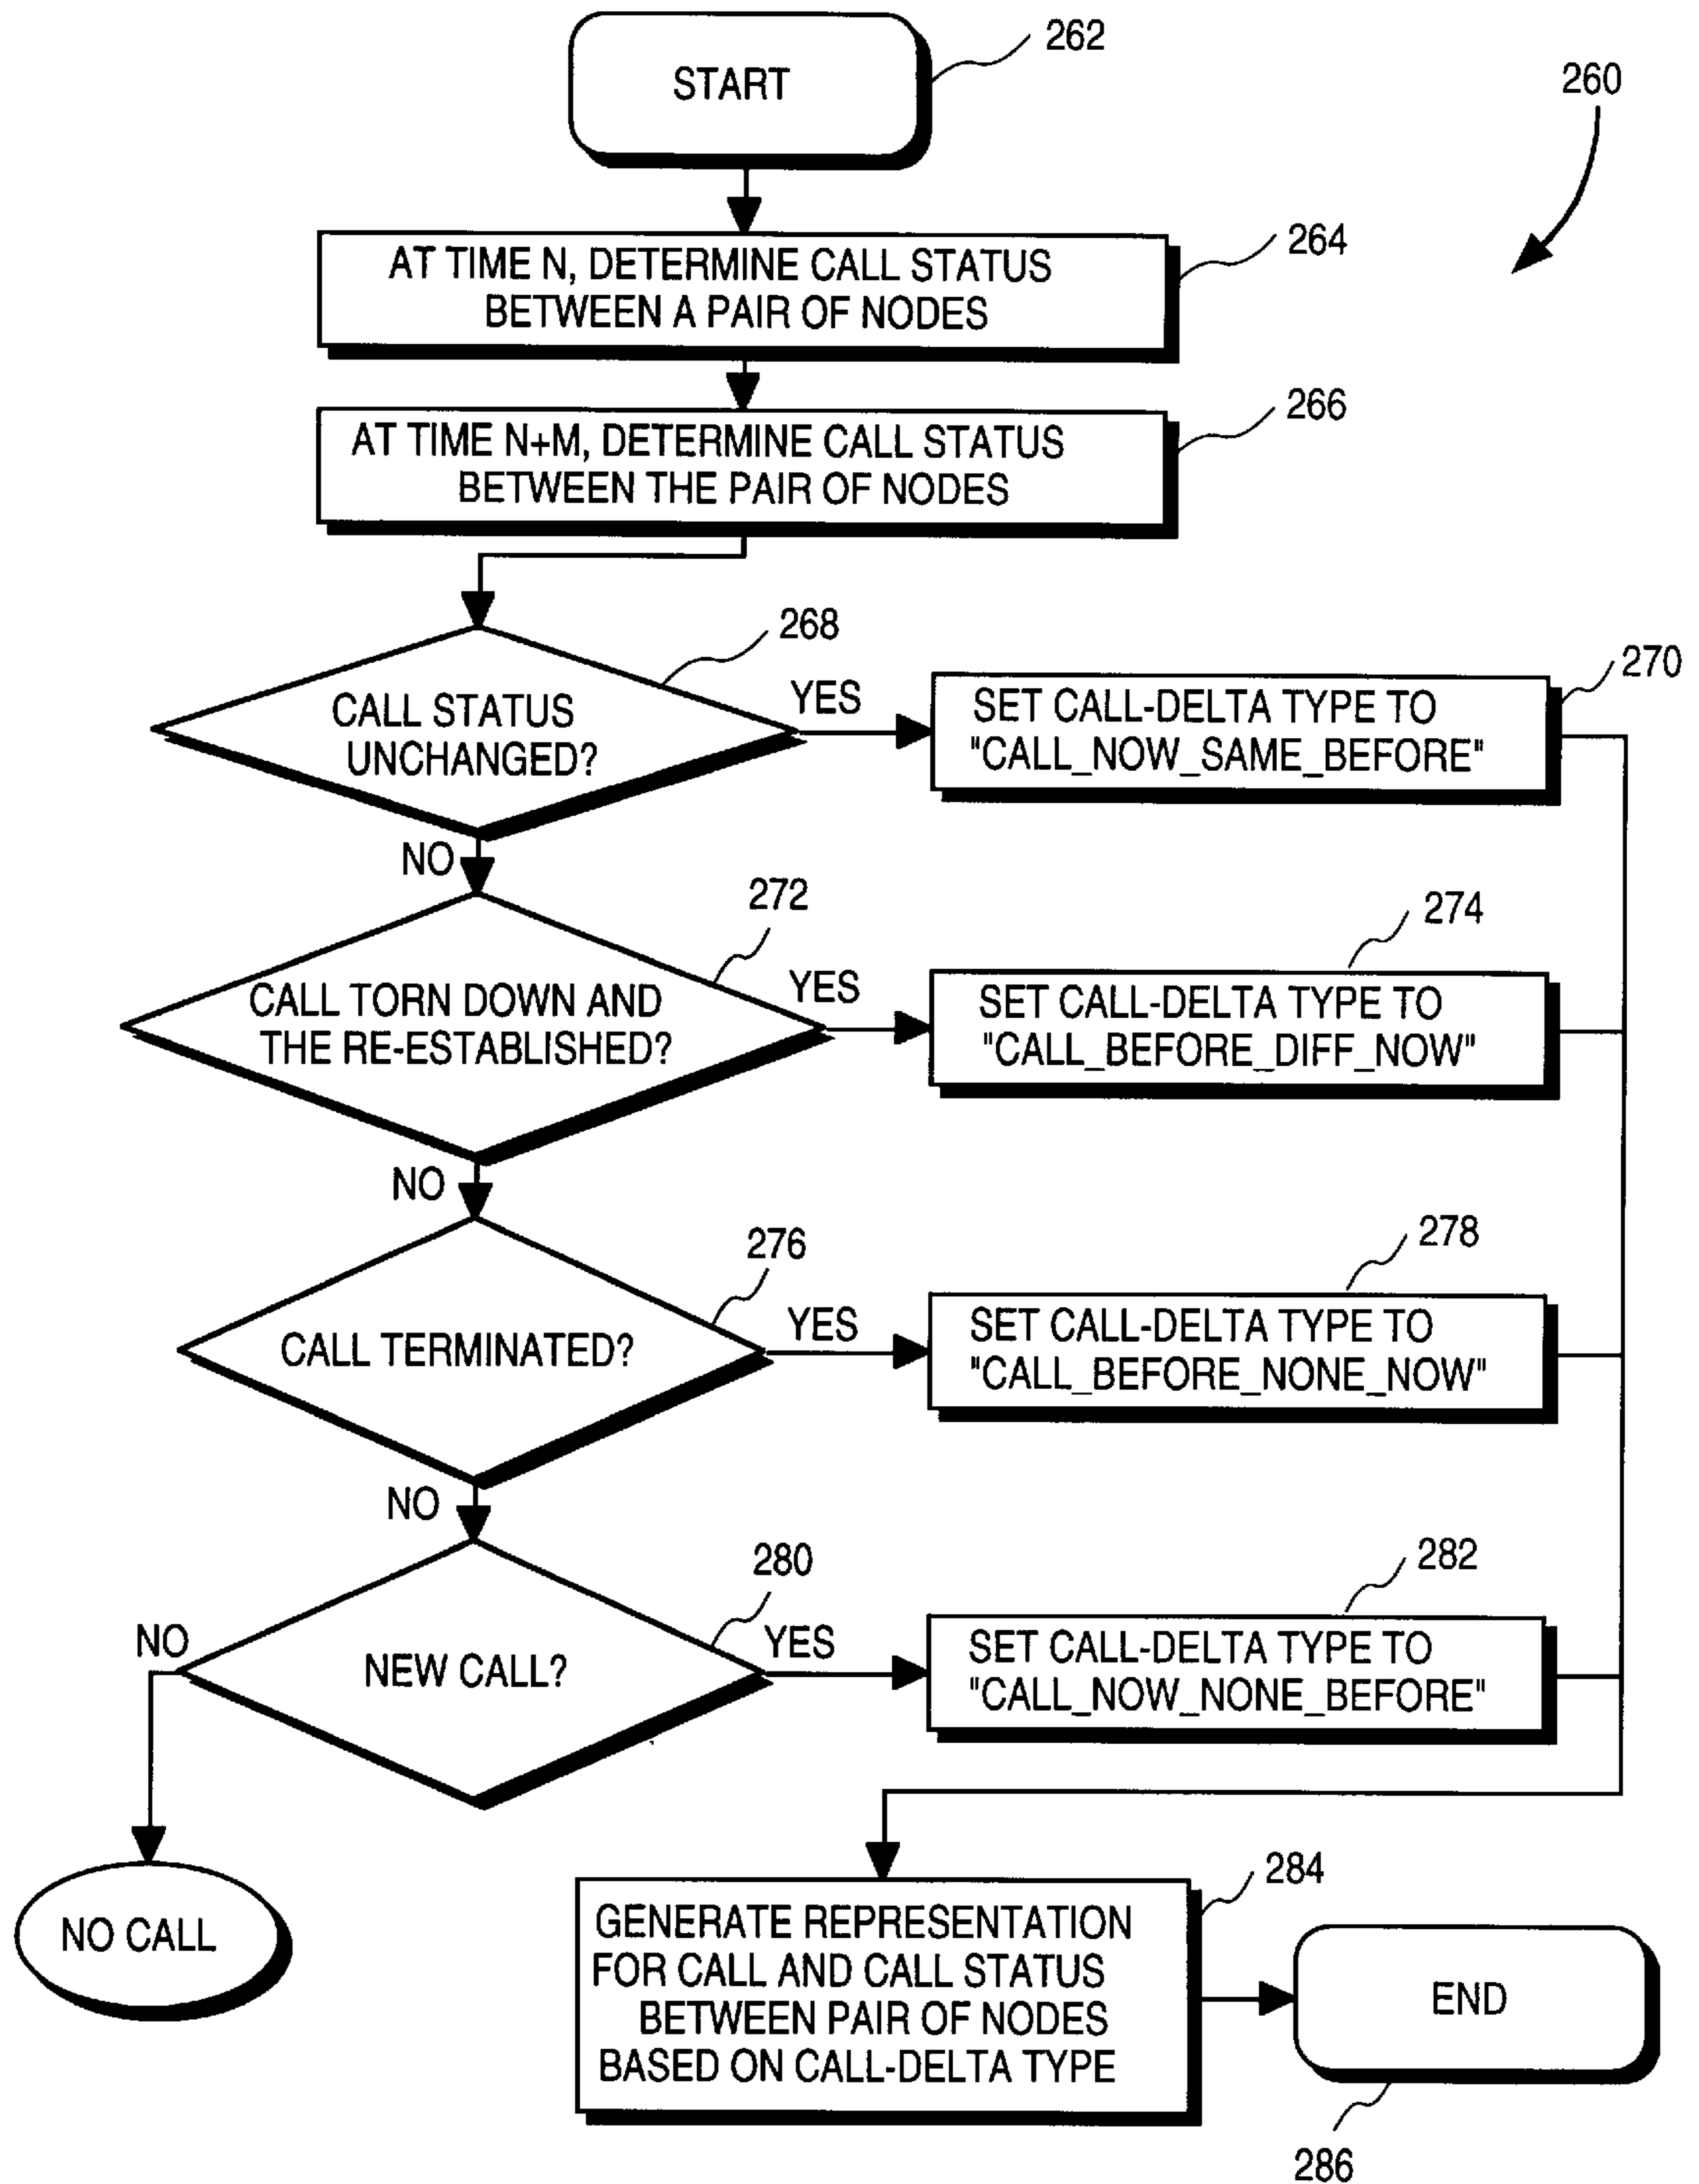 START
262
260
AT TIME N, DETERMINE CALL STATUS
BETWEEN A PAIR OF NODES
264
AT TIME N+M, DETERMINE CALL STATUS
BETWEEN THE PAIR OF NODES
266
CALL STATUS
UNCHANGED?
268
YES
SET CALL-DELTA TYPE TO
"CALL_NOW_SAME_BEFORE"
270
NO
CALL TORN DOWN AND
THE RE-ESTABLISHED?
272
YES
SET CALL-DELTA TYPE TO
"CALL_BEFORE_DIFF_NOW"
274
NO
CALL TERMINATED?
276
YES
SET CALL-DELTA TYPE TO
"CALL_BEFORE_NONE_NOW"
278
NO
NEW CALL?
280
YES
SET CALL-DELTA TYPE TO
"CALL_NOW_NONE_BEFORE"
282
NO
NO CALL
GENERATE REPRESENTATION
FOR CALL AND CALL STATUS
BETWEEN PAIR OF NODES
BASED ON CALL-DELTA TYPE
284
END
286